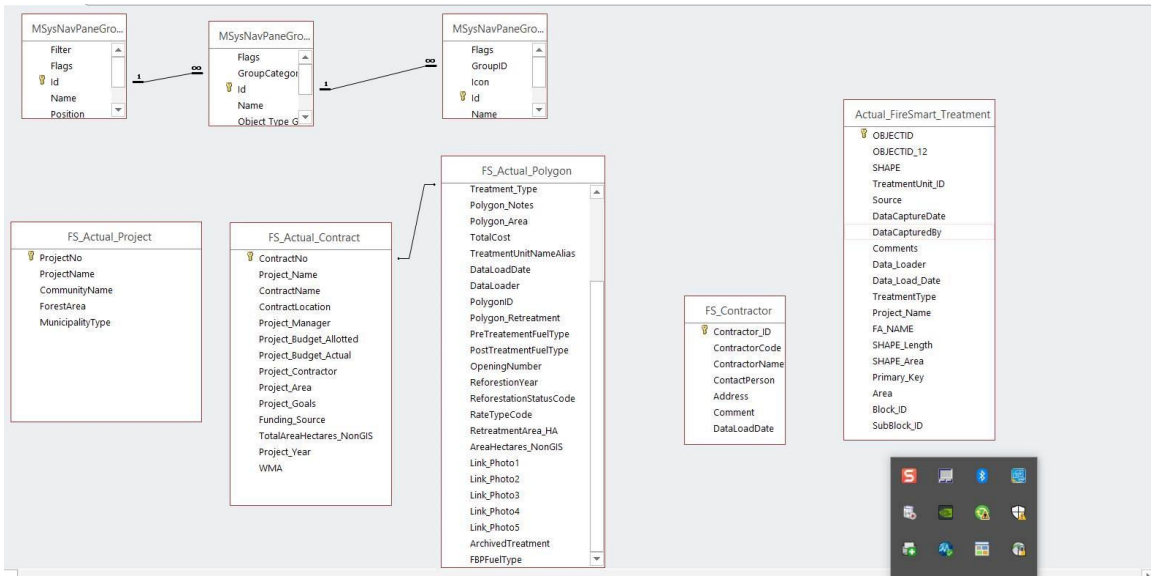 MSysNavPaneGro...
Filter
Flags
Id
Name
Position
1
∞
MSysNavPaneGro...
Flags
GroupCategor
Id
Name
Object Type G
1
∞
MSysNavPaneGro...
Flags
GroupID
Icon
Id
Name
FS_Actual_Project
ProjectNo
ProjectName
CommunityName
ForestArea
MunicipalityType
FS_Actual_Contract
ContractNo
Project_Name
ContractName
ContractLocation
Project_Manager
Project_Budget_Allotted
Project_Budget_Actual
Project_Contractor
Project_Area
Project_Goals
Funding_Source
TotalAreaHectares_NonGIS
Project_Year
WMA
FS_Actual_Polygon
Treatment_Type
Polygon_Notes
Polygon_Area
TotalCost
TreatmentUnitNameAlias
DataLoadDate
DataLoader
PolygonID
Polygon_Retreatment
PreTreatementFuelType
PostTreatmentFuelType
OpeningNumber
ReforestionYear
ReforestationStatusCode
RateTypeCode
RetreatmentArea_HA
AreaHectares_NonGIS
Link_Photo1
Link_Photo2
Link_Photo3
Link_Photo4
Link_Photo5
ArchivedTreatment
FBPFuelType
FS_Contractor
Contractor_ID
ContractorCode
ContractorName
ContactPerson
Address
Comment
DataLoadDate
Actual_FireSmart_Treatment
OBJECTID
OBJECTID_12
SHAPE
TreatmentUnit_ID
Source
DataCaptureDate
DataCapturedBy
Comments
Data_Loader
Data_Load_Date
TreatmentType
Project_Name
FA_NAME
SHAPE_Length
SHAPE_Area
Primary_Key
Area
Block_ID
SubBlock_ID